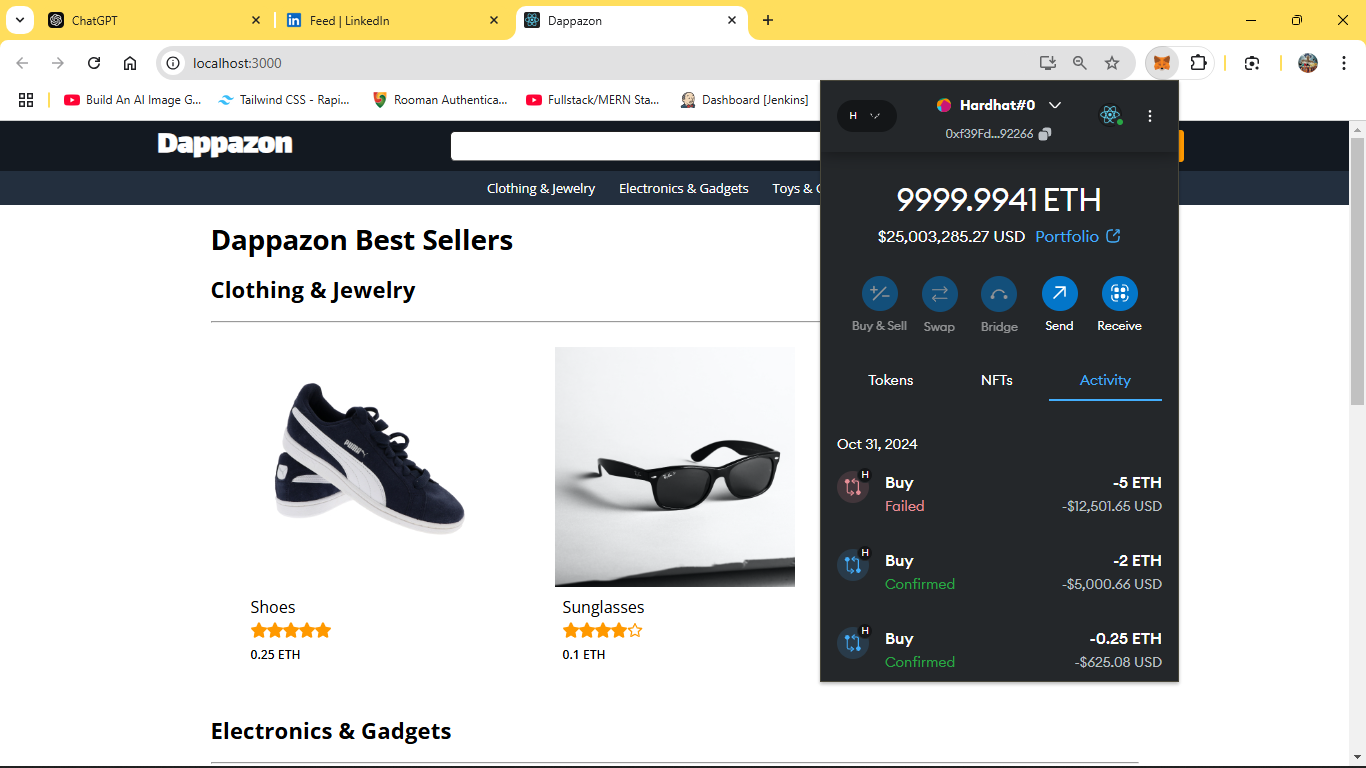 ChatGPT
Feed | LinkedIn
Dappazon
localhost:3000
Build An AI Image G...
Tailwind CSS - Rapi...
Rooman Authentica...
Fullstack/MERN Sta...
Dashboard [Jenkins]
Dappazon
Clothing & Jewelry
Electronics & Gadgets
Toys &
Dappazon Best Sellers
Clothing & Jewelry
PUMA
Shoes
0.25 ETH
Sunglasses
0.1 ETH
Electronics & Gadgets
H
Hardhat#0
0xf39Fd...92266
9999.9941 ETH
$25,003,285.27 USD Portfolio
Buy & Sell
Swap
Bridge
Send
Receive
Tokens
NFTs
Activity
Oct 31, 2024
H
Buy
-5 ETH
Failed
-$12,501.65 USD
H
Buy
-2 ETH
Confirmed
-$5,000.66 USD
H
Buy
-0.25 ETH
Confirmed
-$625.08 USD